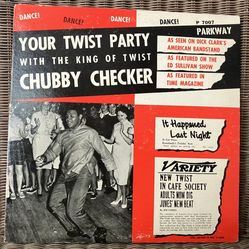 DANCE! DANCE! DANCE! DANCE!
P 7007
PARKWAY
YOUR TWIST PARTY
WITH THE KING OF TWIST
CHUBBY CHECKER
AS SEEN ON DICK CLARK'S
AMERICAN BANDSTAND
AS FEATURED ON THE
ED SULLIVAN SHOW
AS FEATURED IN
TIME MAGAZINE
It Happened
Last Night
VARIETY
NEW TWIST
IN CAFE SOCIETY
ADULTS NOW DIG
JUVES' NEW BEAT